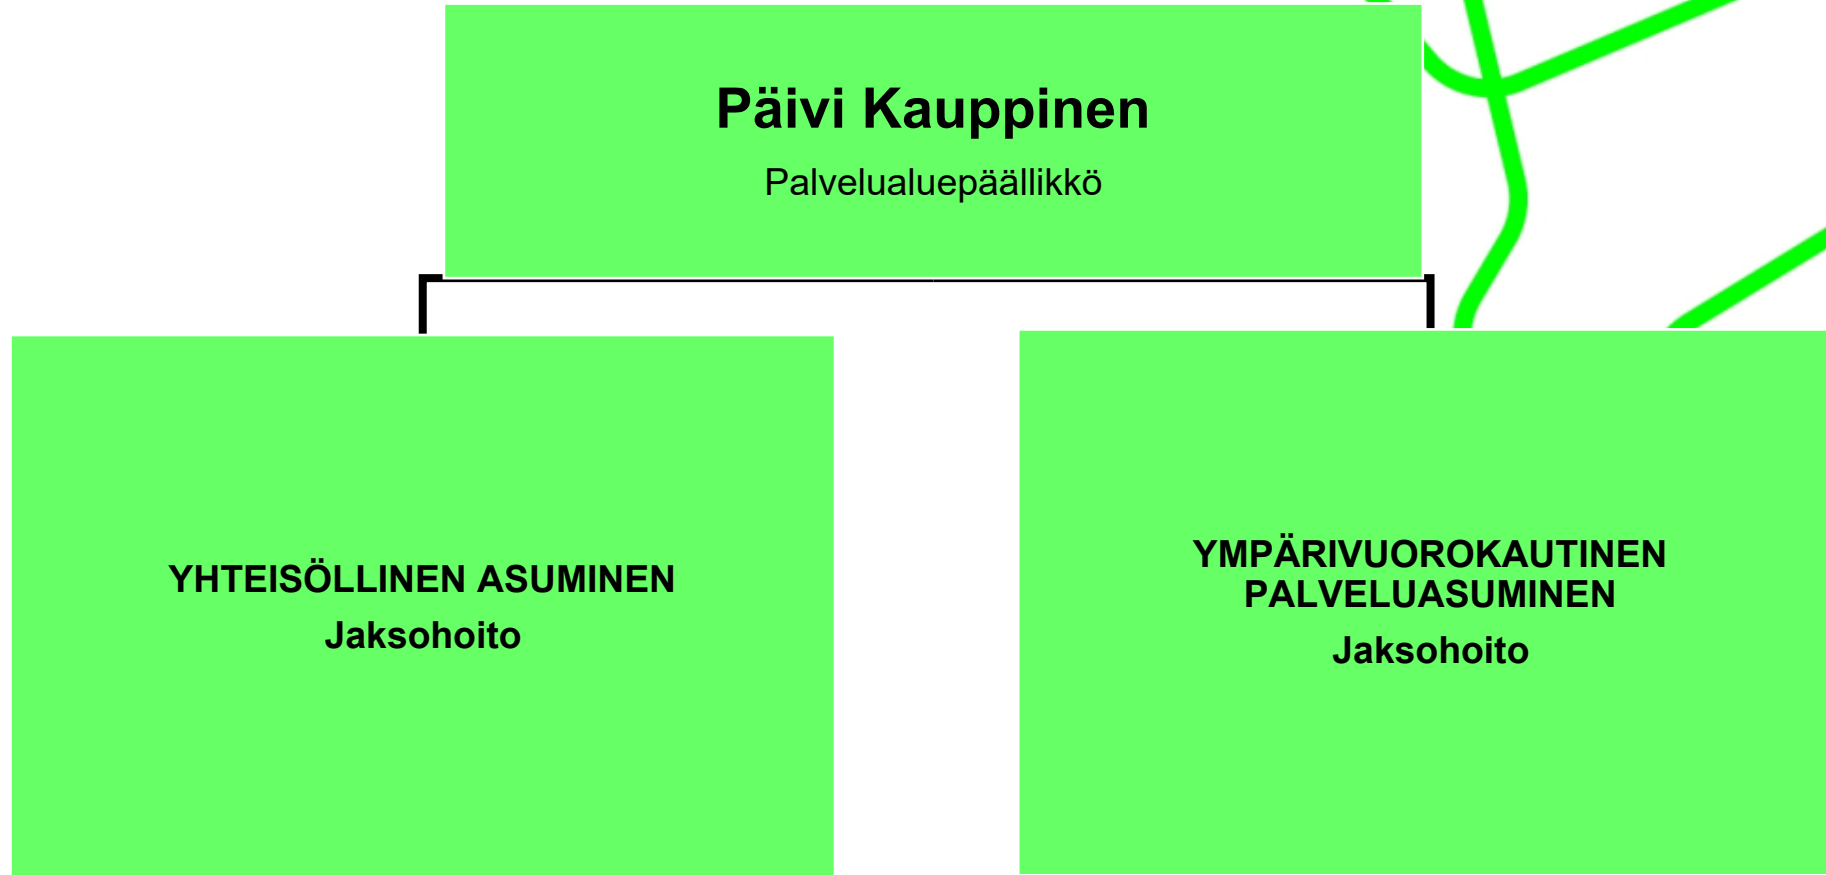 Päivi Kauppinen
Palvelualuepäällikkö
YHTEISÖLLINEN ASUMINEN
Jaksohoito
YMPÄRIVUOROKAUTINEN
PALVELUASUMINEN
Jaksohoito